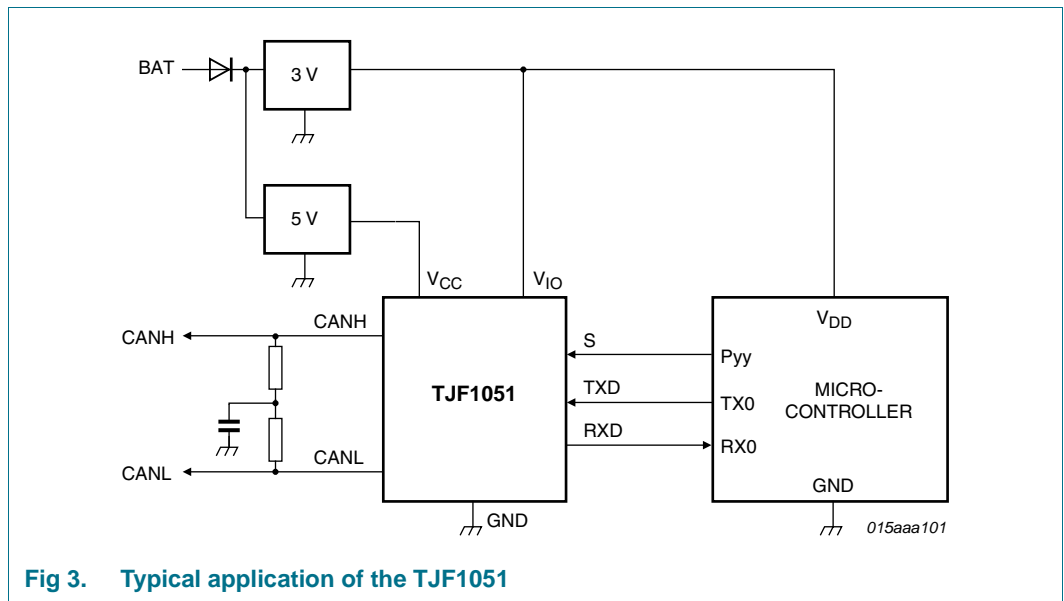 BAT
3 V
5 V
VCC
VIO
CANH
CANH
S
Pyy
VDD
TJF1051
TXD
TX0
MICRO-
CONTROLLER
RXD
RX0
CANL
CANL
GND
GND
015aaa101
Fig 3. Typical application of the TJF1051